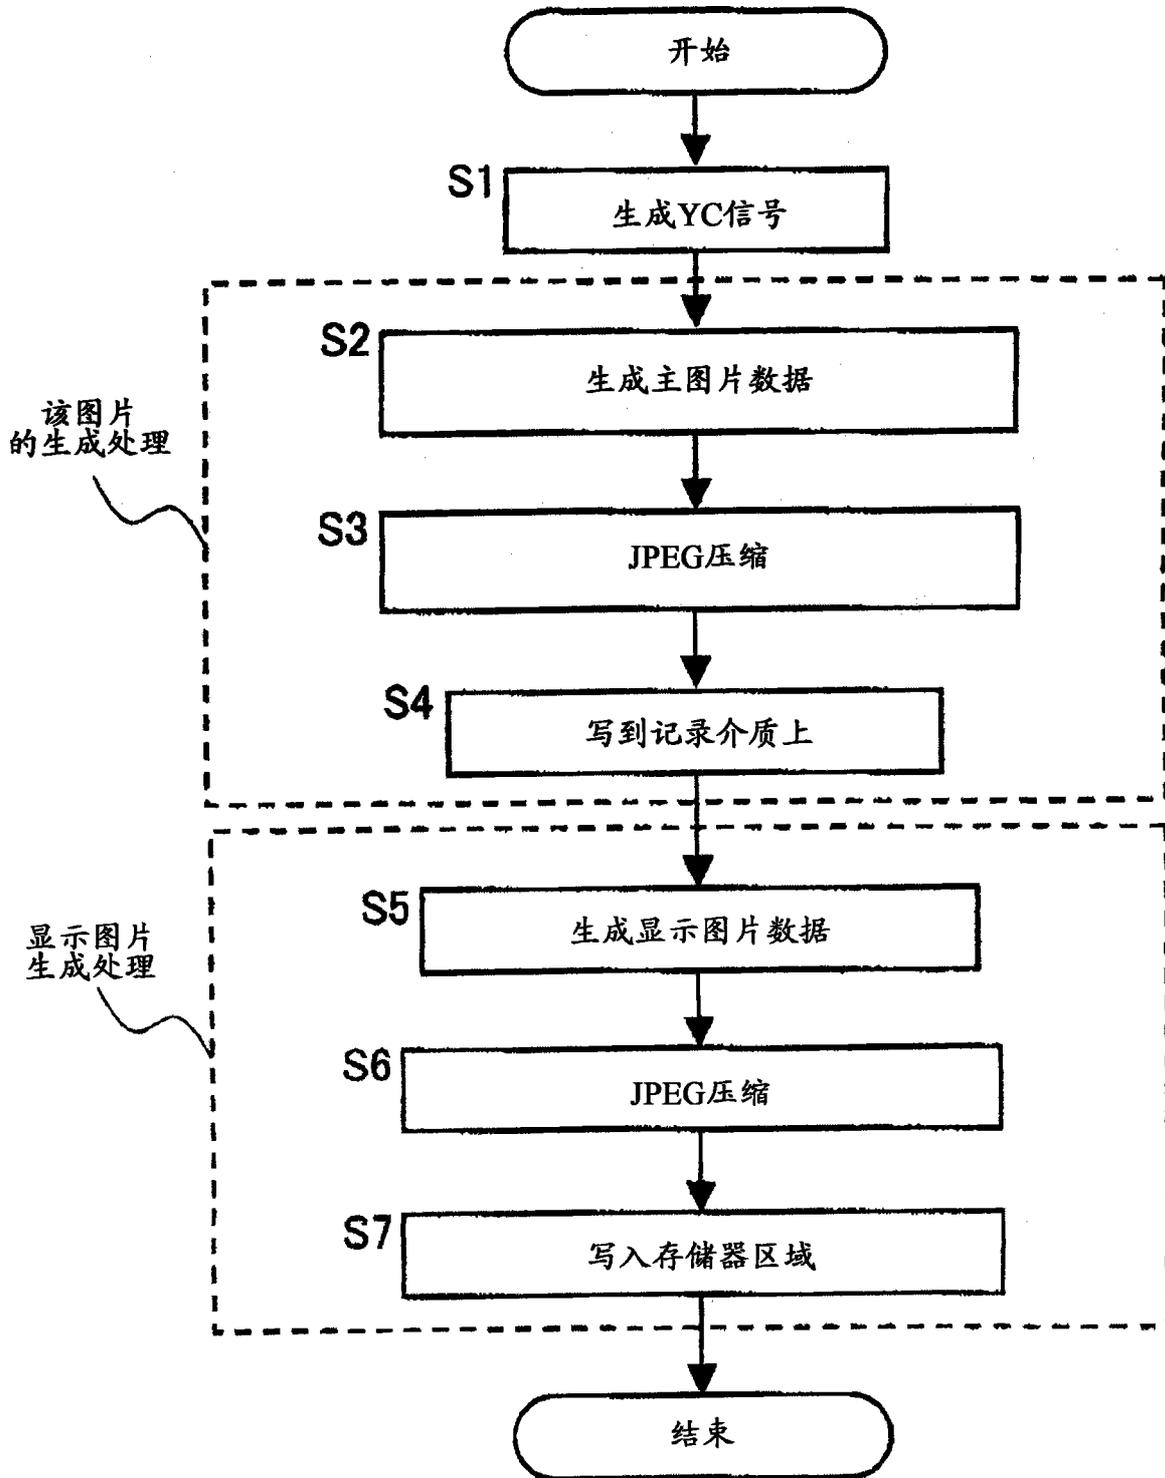 开始
S1
生成YC信号
S2
生成主图片数据
该图片
的生成处理
S3
JPEG压缩
S4
写到记录介质上
S5
生成显示图片数据
显示图片
生成处理
S6
JPEG压缩
S7
写入存储器区域
结束